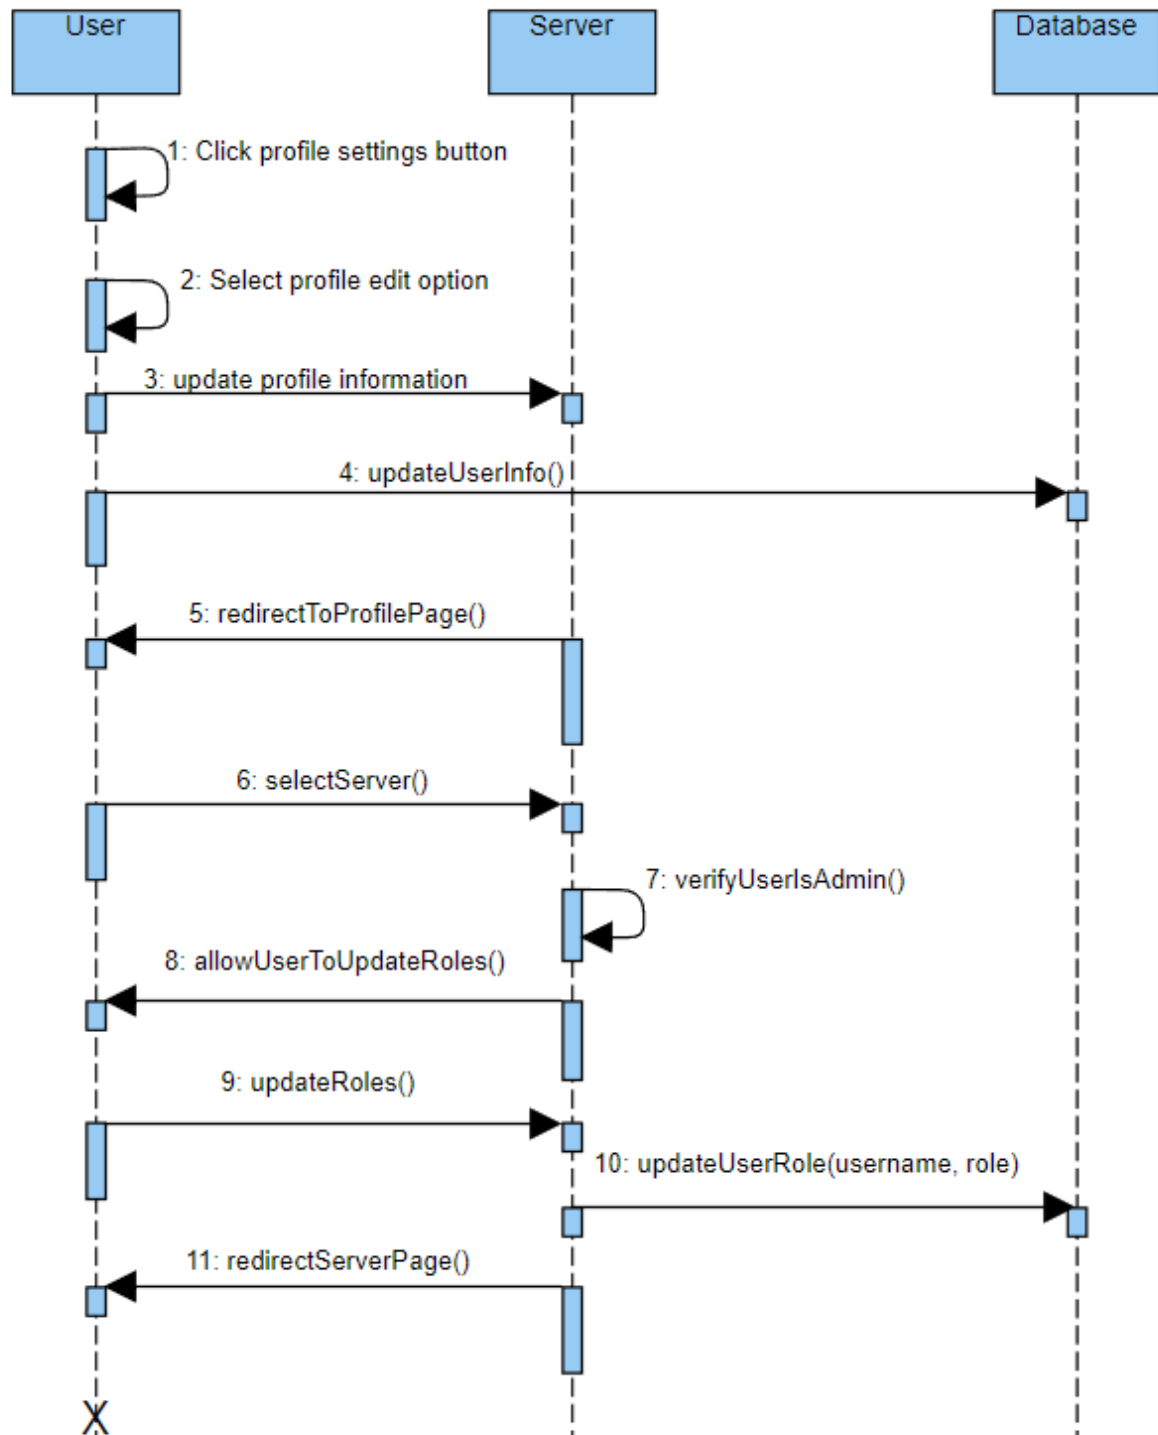 User
Server
Database
1: Click profile settings button
2: Select profile edit option
3: update profile information
4: updateUserInfo()
5: redirectToProfilePage()
6: selectServer()
7: verifyUserIsAdmin()
8: allowUserToUpdateRoles()
9: updateRoles()
10: updateUserRole(username, role)
11: redirectServerPage()